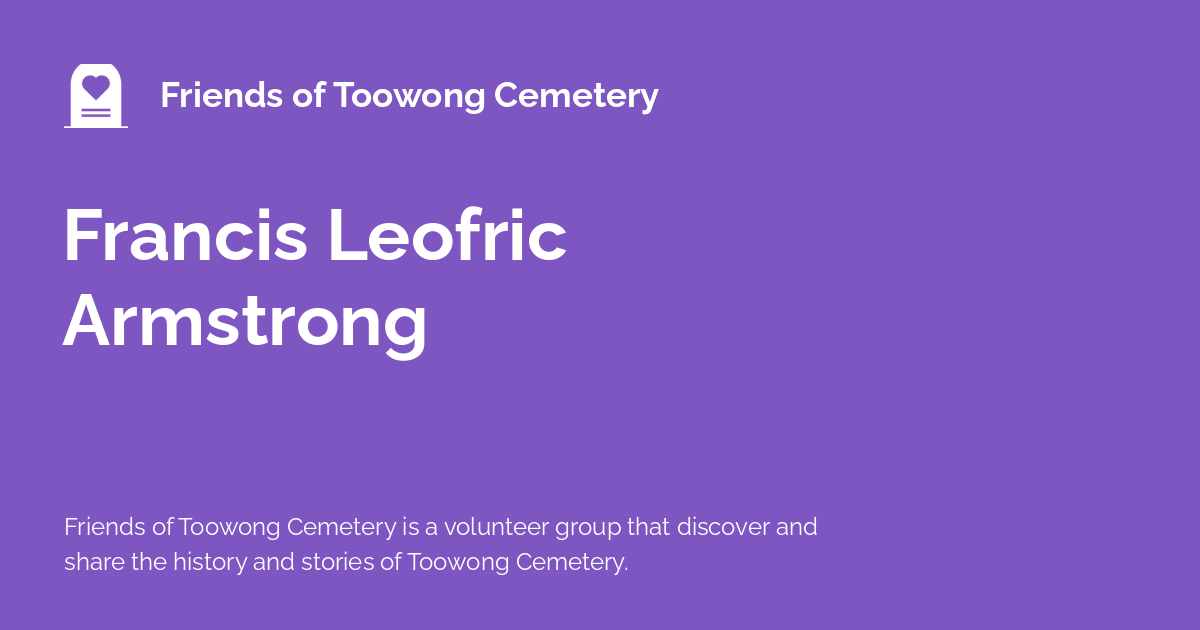 Friends of Toowong Cemetery
Francis Leofric
Armstrong
Friends of Toowong Cemetery is a volunteer group that discover and
share the history and stories of Toowong Cemetery.